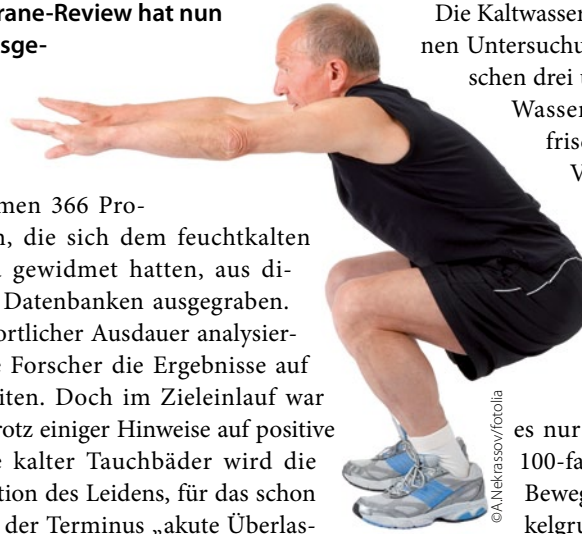 rane-Review hat nun
sge-
men 366 Pro-
n, die sich dem feuchtkalten
gewidmet hatten, aus di-
Datenbanken ausgegraben.
ortlicher Ausdauer analysier-
e Forscher die Ergebnisse auf
iten. Doch im Zieleinlauf war
rotz einiger Hinweise auf positive
e kalter Tauchbäder wird die
tion des Leidens, für das schon
der Terminus „akute Überlas-
Die Kaltwasser
nen Untersuchu
schen drei u
Wasser
frisc
V
es nur
100-fa
Beweg
kelgru
©A.Nekrassov/fotolia